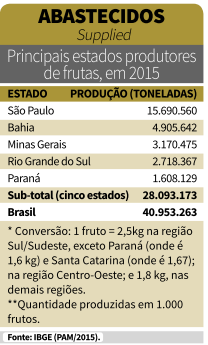 ABASTECIDOS
Supplied
Principais estados produtores
de frutas, em 2015
ESTADO PRODUÇÃO (TONELADAS)
São Paulo 15.690.560
Bahia 4.905.642
Minas Gerais 3.170.475
Rio Grande do Sul 2.718.367
Paraná 1.608.129
Sub-total (cinco estados) 28.093.173
Brasil 40.953.263
* Conversão: 1 fruto = 2,5kg na região
Sul/Sudeste, exceto Paraná (onde é
1,6 kg) e Santa Catarina (onde é 1,67);
na região Centro-Oeste; e 1,8 kg, nas
demais regiões.
**Quantidade produzidas em 1.000
frutos.
Fonte: IBGE (PAM/2015).